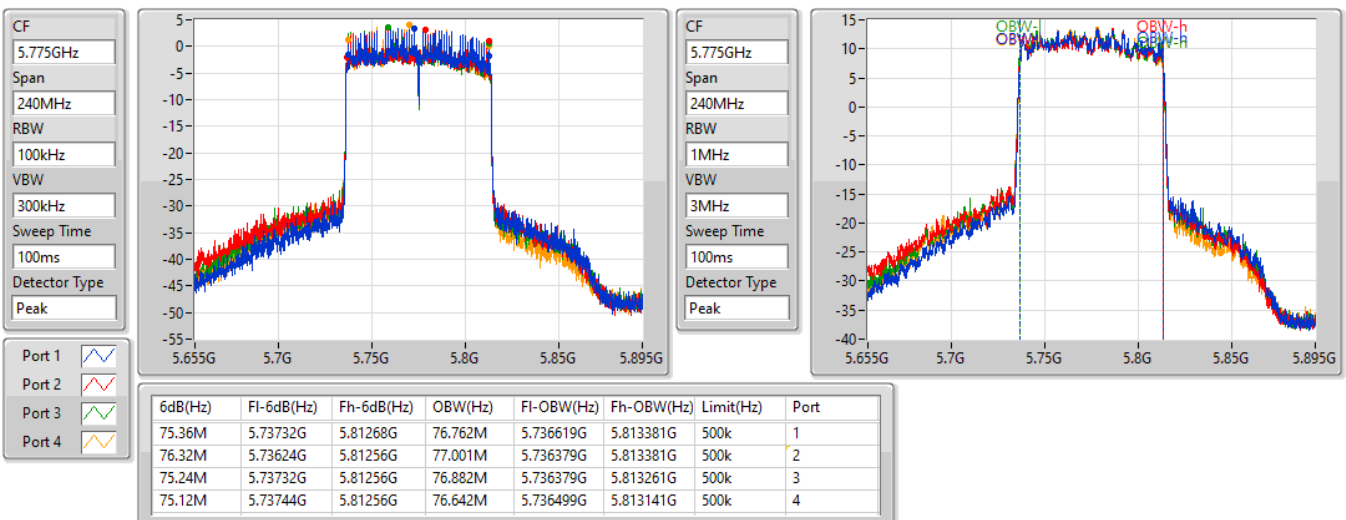 CF
5.775GHz
Span
240MHz
RBW
100kHz
VBW
300kHz
Sweep Time
100ms
Detector Type
Peak
5
0
-5
-10
-15
-20
-25
-30
-35
-40
-45
-50
-55
5.655G 5.7G 5.75G 5.8G 5.85G 5.895G
CF
5.775GHz
Span
240MHz
RBW
1MHz
VBW
3MHz
Sweep Time
100ms
Detector Type
Peak
15
10
5
0
-5
-10
-15
-20
-25
-30
-35
-40
OBW-l OBW-h
5.655G 5.7G 5.75G 5.8G 5.85G 5.895G
Port 1
Port 2
Port 3
Port 4
6dB(Hz) Fl-6dB(Hz) Fh-6dB(Hz) OBW(Hz) Fl-OBW(Hz) Fh-OBW(Hz) Limit(Hz) Port
75.36M 5.73732G 5.81268G 76.762M 5.736619G 5.813381G 500k 1
76.32M 5.73624G 5.81256G 77.001M 5.736379G 5.813381G 500k 2
75.24M 5.73732G 5.81256G 76.882M 5.736379G 5.813261G 500k 3
75.12M 5.73744G 5.81256G 76.642M 5.736499G 5.813141G 500k 4